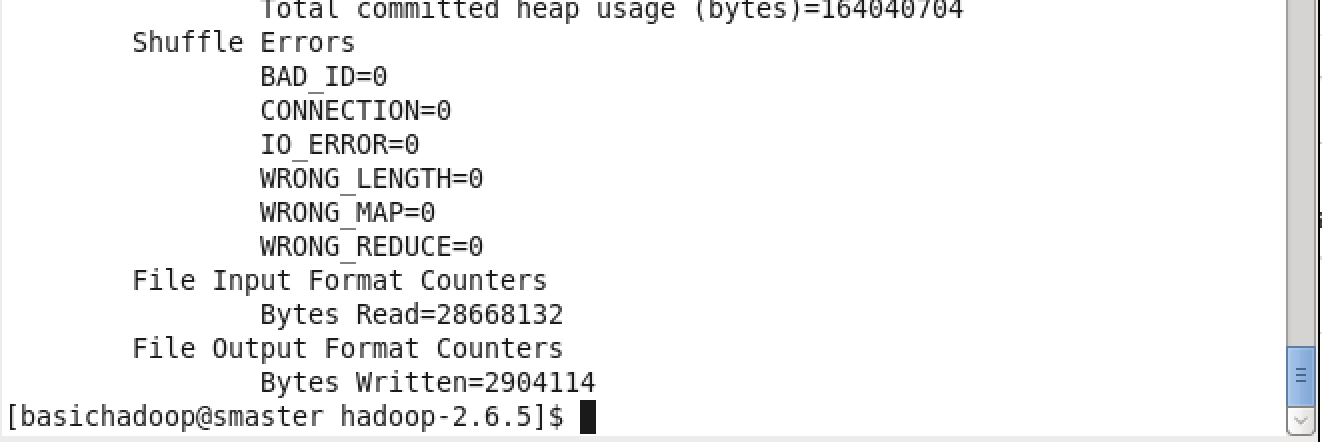 Total committed heap usage (bytes)=164040704
Shuffle Errors
BAD_ID=0
CONNECTION=0
IO_ERROR=0
WRONG_LENGTH=0
WRONG_MAP=0
WRONG_REDUCE=0
File Input Format Counters
Bytes Read=28668132
File Output Format Counters
Bytes Written=2904114
[basichadoop@smaster hadoop-2.6.5]$